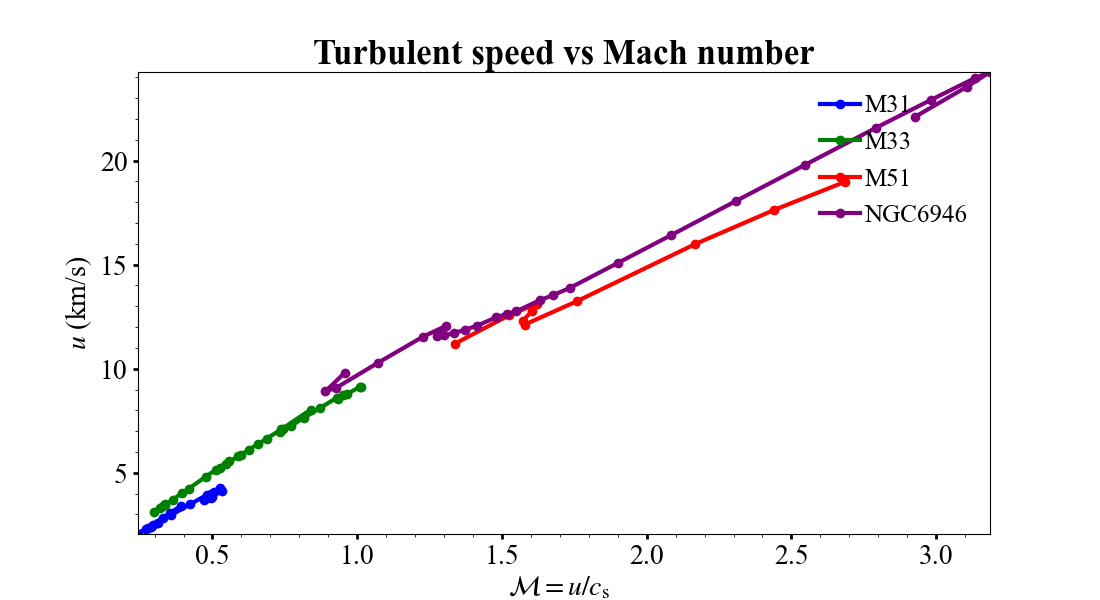 Turbulent speed vs Mach number
u (km/s)
20
15
10
5
M31
M33
M51
NGC6946
0.5 1.0 1.5 2.0 2.5 3.0
ℳ = u/cₛ